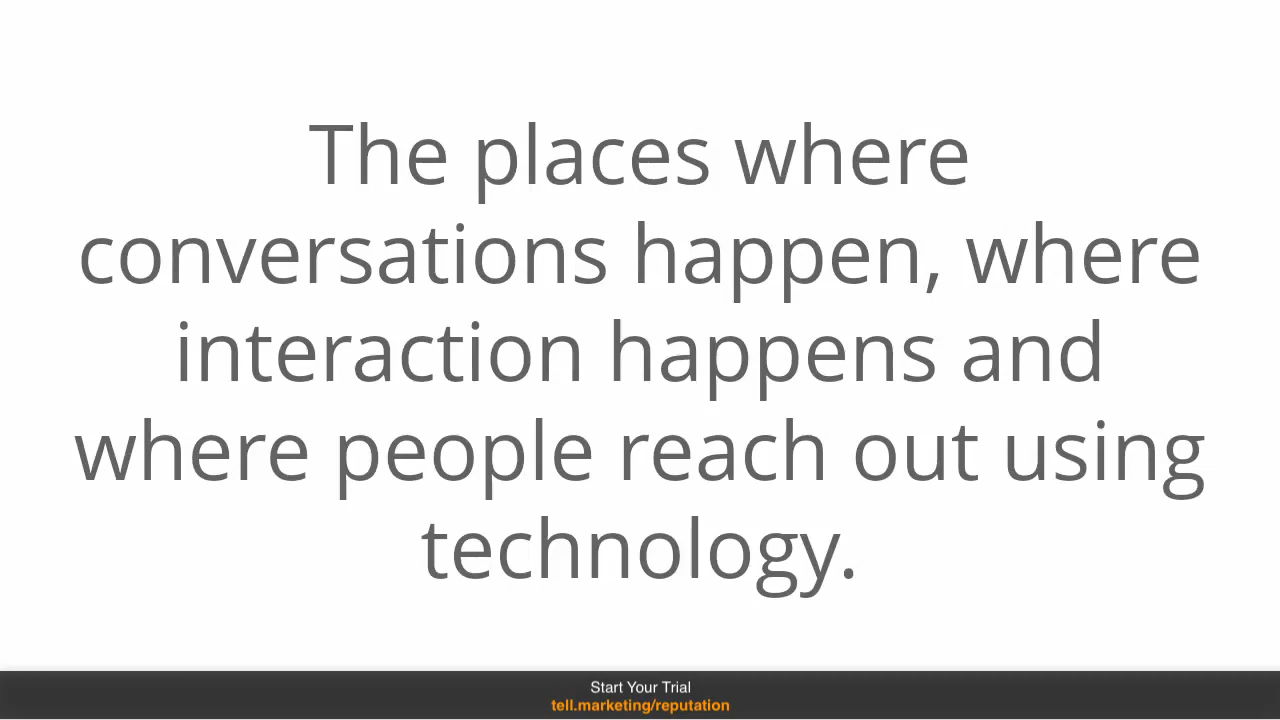 The places where
conversations happen, where
interaction happens and
where people reach out using
technology.
Start Your Trial
tell.marketing/reputation